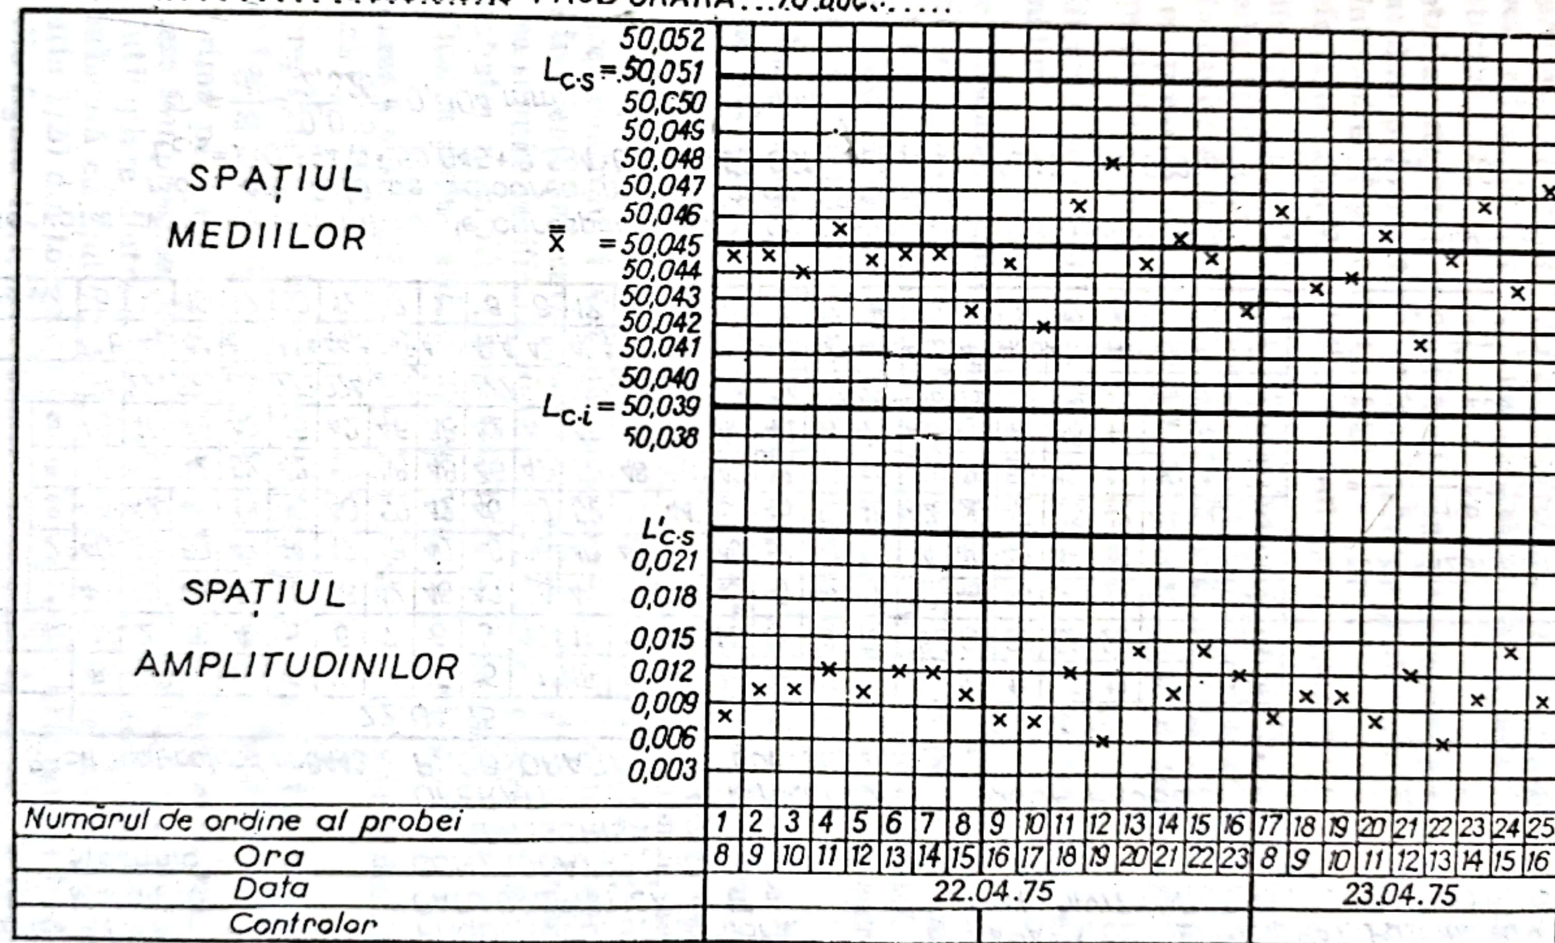 PROD ORARĂ
50,052
Lc·s = 50,051
50,050
50,049
50,048
SPAȚIUL
50,047
50,046
MEDIILOR
x̿ = 50,045
50,044
50,043
50,042
50,041
50,040
Lc·i = 50,039
50,038
L'c·s
0,021
SPAȚIUL
0,018
0,015
AMPLITUDINILOR
0,012
0,009
0,006
0,003
Numărul de ordine al probei 1 2 3 4 5 6 7 8 9 10 11 12 13 14 15 16 17 18 19 20 21 22 23 24 25
Ora 8 9 10 11 12 13 14 15 16 17 18 19 20 21 22 23 8 9 10 11 12 13 14 15 16
Data 22.04.75 23.04.75
Controlor